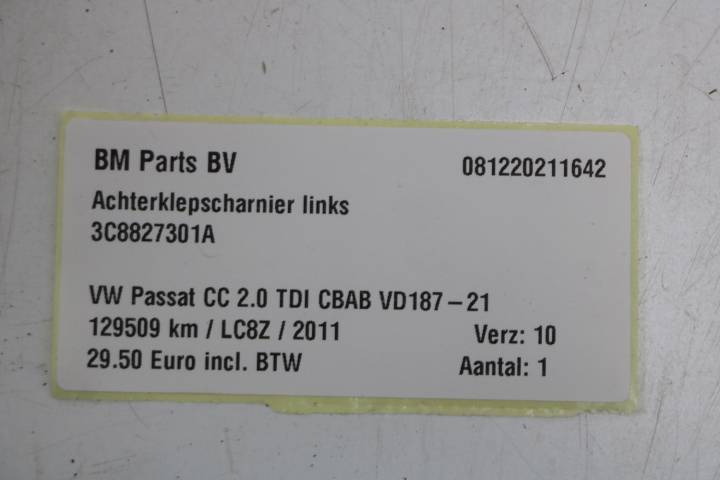 BM Parts BV 081220211642
Achterklepscharnier links
3C8827301A
VW Passat CC 2.0 TDI CBAB VD187-21
129509 km / LC8Z / 2011 Verz: 10
29.50 Euro incl. BTW Aantal: 1